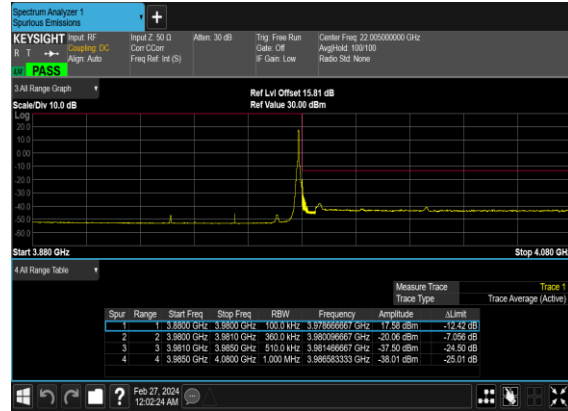 Spectrum Analyzer 1
Spurious Emissions
KEYSIGHT Input: RF Input Z: 50 Ω Atten: 30 dB Trig: Free Run Center Freq: 22.005000000 GHz
R T Coupling: DC Corr CCorr Gate: Off Avg|Hold: 100/100
Align: Auto Freq Ref: Int (S) IF Gain: Low Radio Std: None
PASS
3 All Range Graph Ref Lvl Offset 15.81 dB
Scale/Div 10.0 dB Ref Value 30.00 dBm
Log
20.0
10.0
0.00
-10.0
-20.0
-30.0
-40.0
-50.0
-60.0
Start 3.880 GHz Stop 4.080 GH
4 All Range Table
Measure Trace Trace 1
Trace Type Trace Average (Active)
Spur Range Start Freq Stop Freq RBW Frequency Amplitude ΔLimit
1 1 3.8800 GHz 3.9800 GHz 100.0 kHz 3.978666667 GHz 17.58 dBm -12.42 dB
2 2 3.9800 GHz 3.9810 GHz 360.0 kHz 3.980096667 GHz -20.06 dBm -7.056 dB
3 3 3.9810 GHz 3.9850 GHz 510.0 kHz 3.981466667 GHz -37.50 dBm -24.50 dB
4 4 3.9850 GHz 4.0800 GHz 1.000 MHz 3.986583333 GHz -38.01 dBm -25.01 dB
? Feb 27, 2024
12:02:24 AM